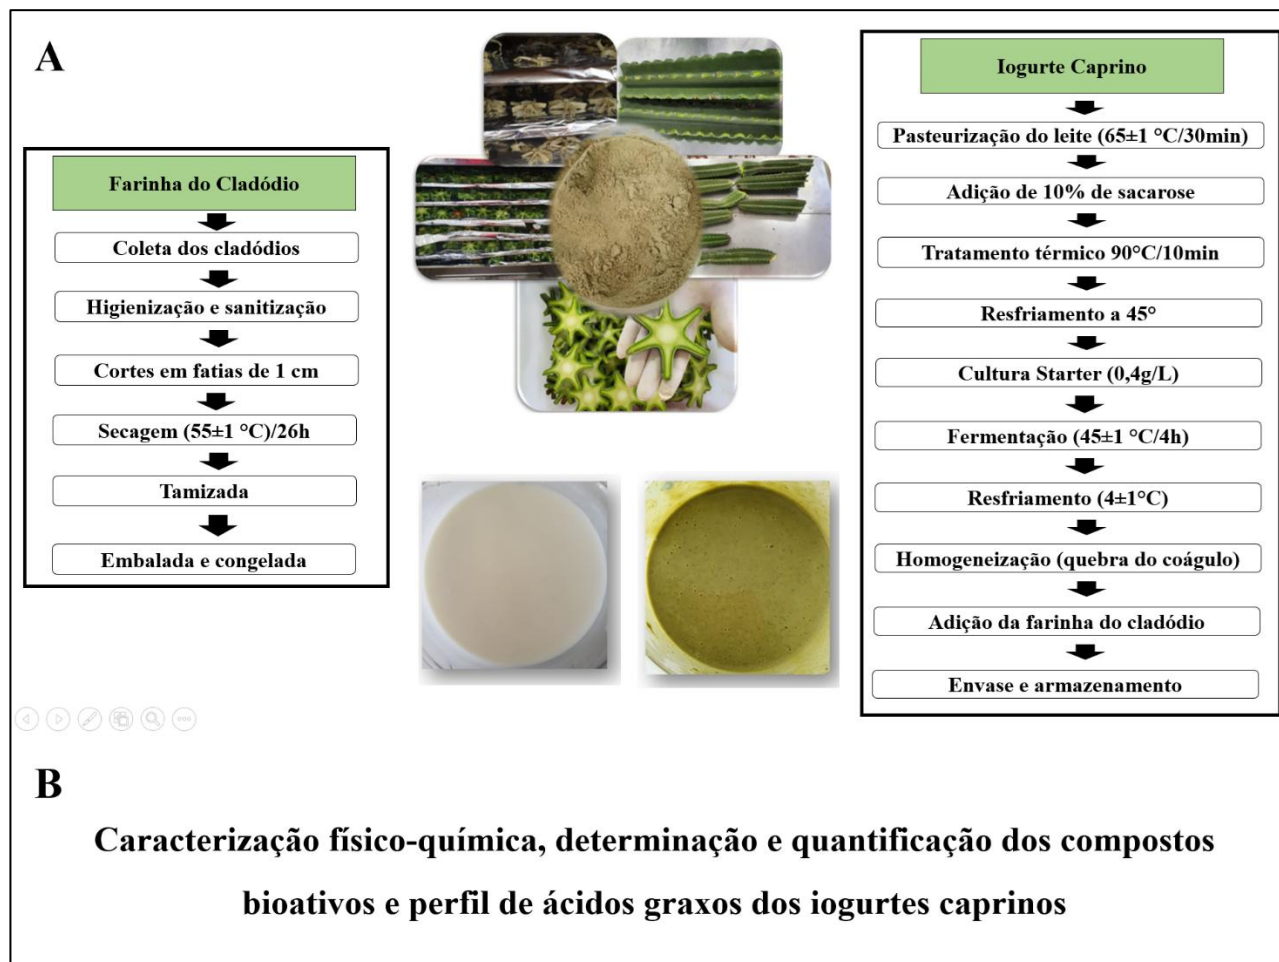 A
Farinha do Cladódio
Coleta dos cladódios
Higienização e sanitização
Cortes em fatias de 1 cm
Secagem (55±1 °C)/26h
Tamizada
Embalada e congelada
Iogurte Caprino
Pasteurização do leite (65±1 °C/30min)
Adição de 10% de sacarose
Tratamento térmico 90°C/10min
Resfriamento a 45°
Cultura Starter (0,4g/L)
Fermentação (45±1 °C/4h)
Resfriamento (4±1°C)
Homogeneização (quebra do coágulo)
Adição da farinha do cladódio
Envase e armazenamento
B
Caracterização físico-química, determinação e quantificação dos compostos
bioativos e perfil de ácidos graxos dos iogurtes caprinos